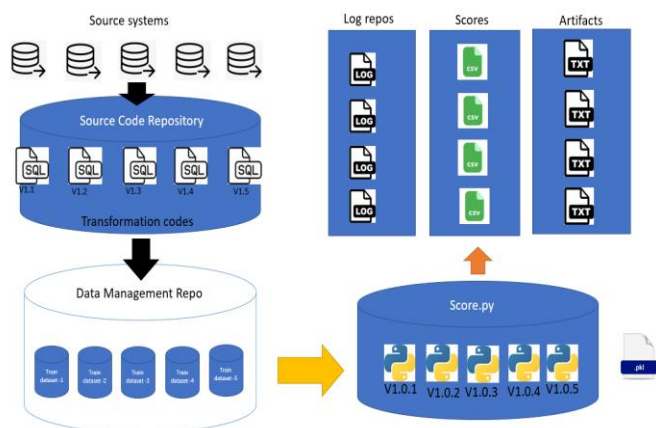 Source systems
Source Code Repository
SQL SQL SQL SQL SQL
V1.1 V1.2 V1.3 V1.4 V1.5
Transformation codes
Data Management Repo
Train dataset -1
Train dataset -2
Train dataset -3
Train dataset -4
Train dataset -5
Log repos
LOG
LOG
LOG
LOG
Scores
CSV
CSV
CSV
CSV
Artifacts
TXT
TXT
TXT
TXT
Score.py
V1.0.1 V1.0.2 V1.0.3 V1.0.4 V1.0.5
.pkl